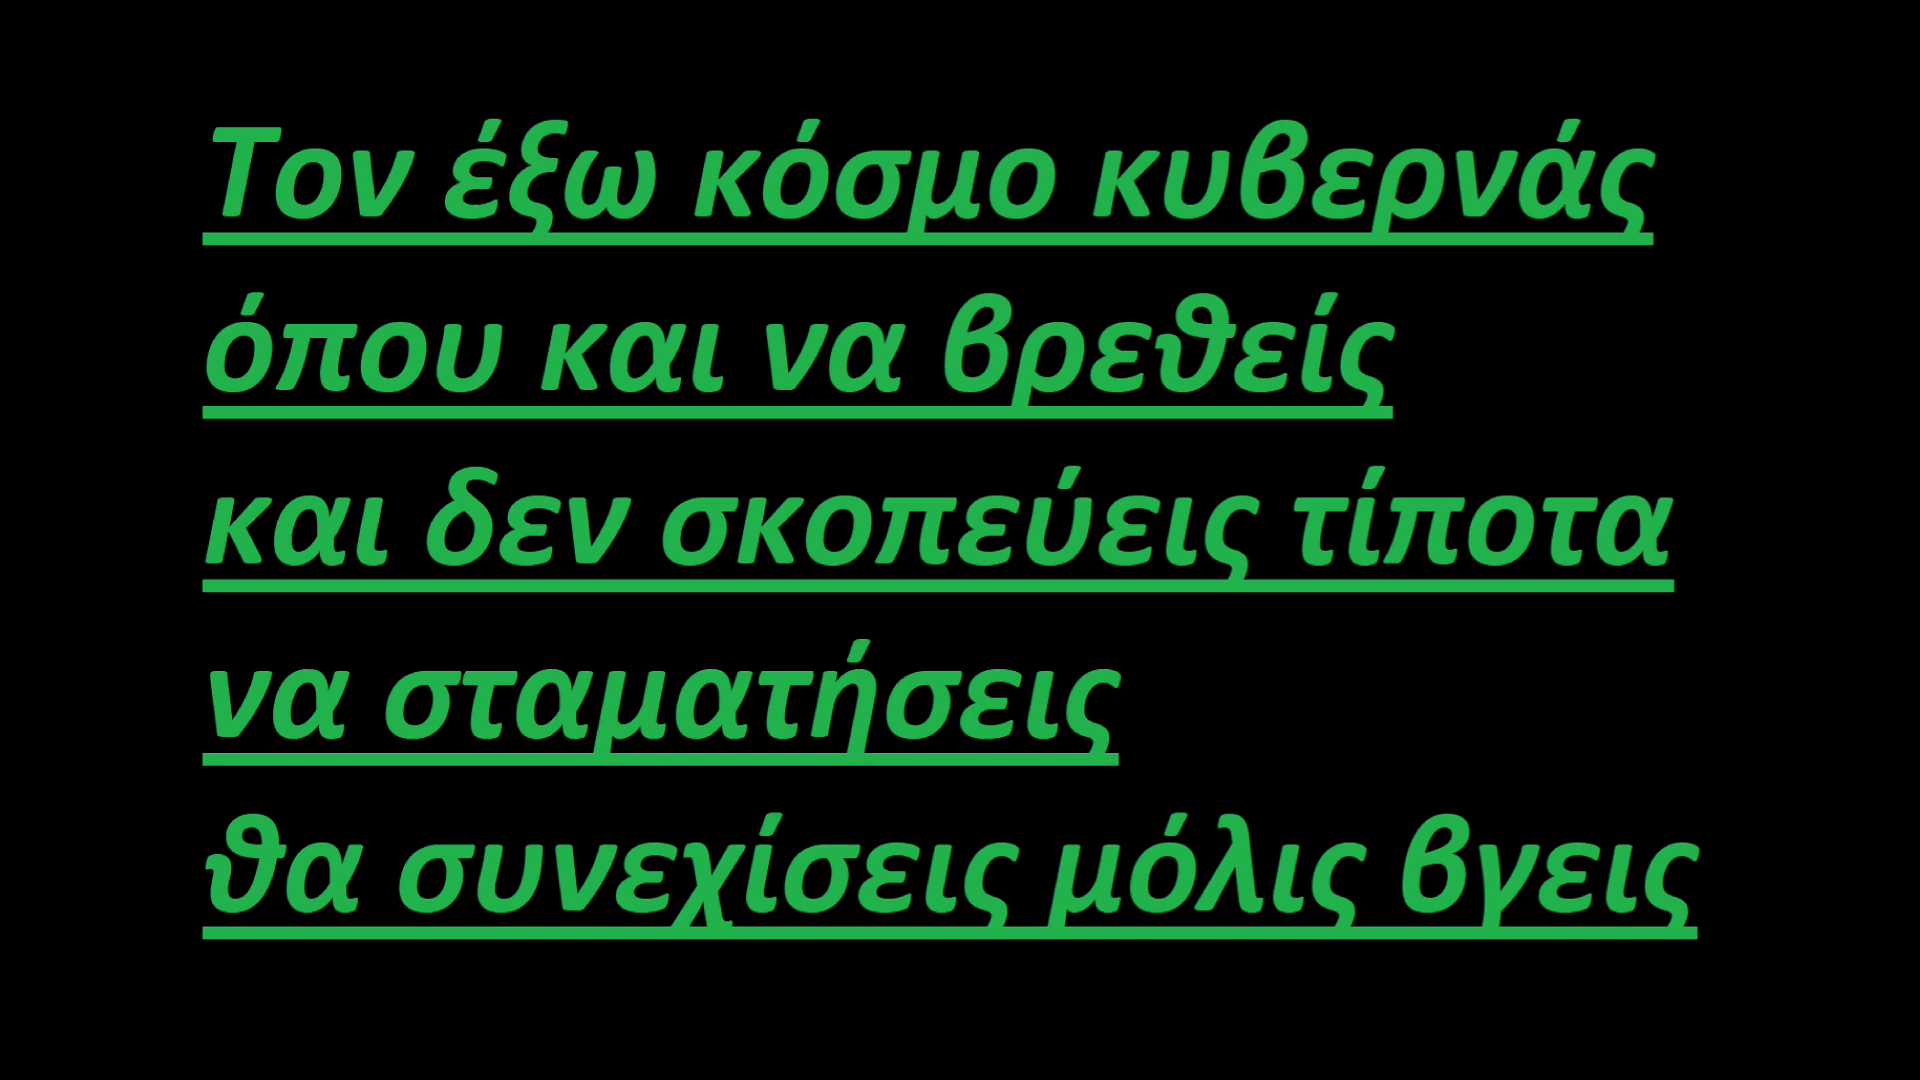 Τον έξω κόσμο κυβερνάς
όπου και να βρεθείς
και δεν σκοπεύεις τίποτα
να σταματήσεις
θα συνεχίσεις μόλις βγεις